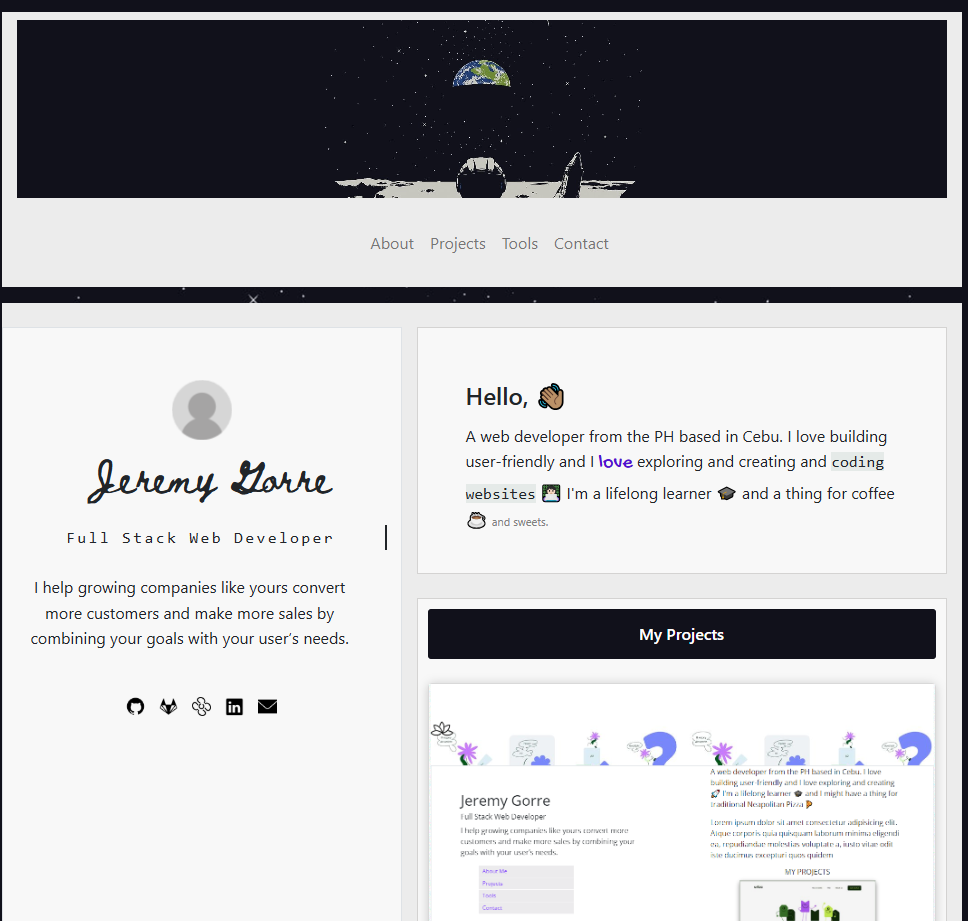 About Projects Tools Contact
Jeremy Gorre
Full Stack Web Developer
I help growing companies like yours convert
more customers and make more sales by
combining your goals with your user's needs.
Hello,
A web developer from the PH based in Cebu. I love building
user-friendly and I love exploring and creating and coding
websites I'm a lifelong learner and a thing for coffee
and sweets.
My Projects
Jeremy Gorre
Full Stack Web Developer
I help growing companies like yours convert more
customers and make more sales by combining your
goals with your user's needs.
About Me
Projects
Tools
Contact
A web developer from the PH based in Cebu. I love
building user friendly and I love exploring and creating
I'm a lifelong learner and I might have a thing for
traditional Neapolitan Pizza
Lorem ipsum dolor sit amet consectetur adipisicing elit.
Atque corporis quia quisquam laborum minima eligendi
ea, repudiandae molestias voluptate a, iusto vitae odit
iste ducimus excepturi quos quidem
MY PROJECTS